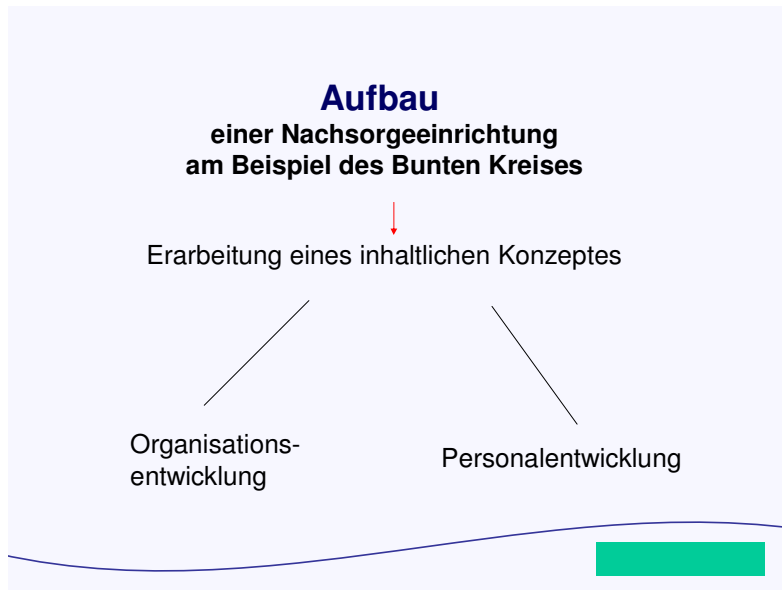 Aufbau
einer Nachsorgeeinrichtung
am Beispiel des Bunten Kreises
Erarbeitung eines inhaltlichen Konzeptes
Organisations-
entwicklung
Personalentwicklung